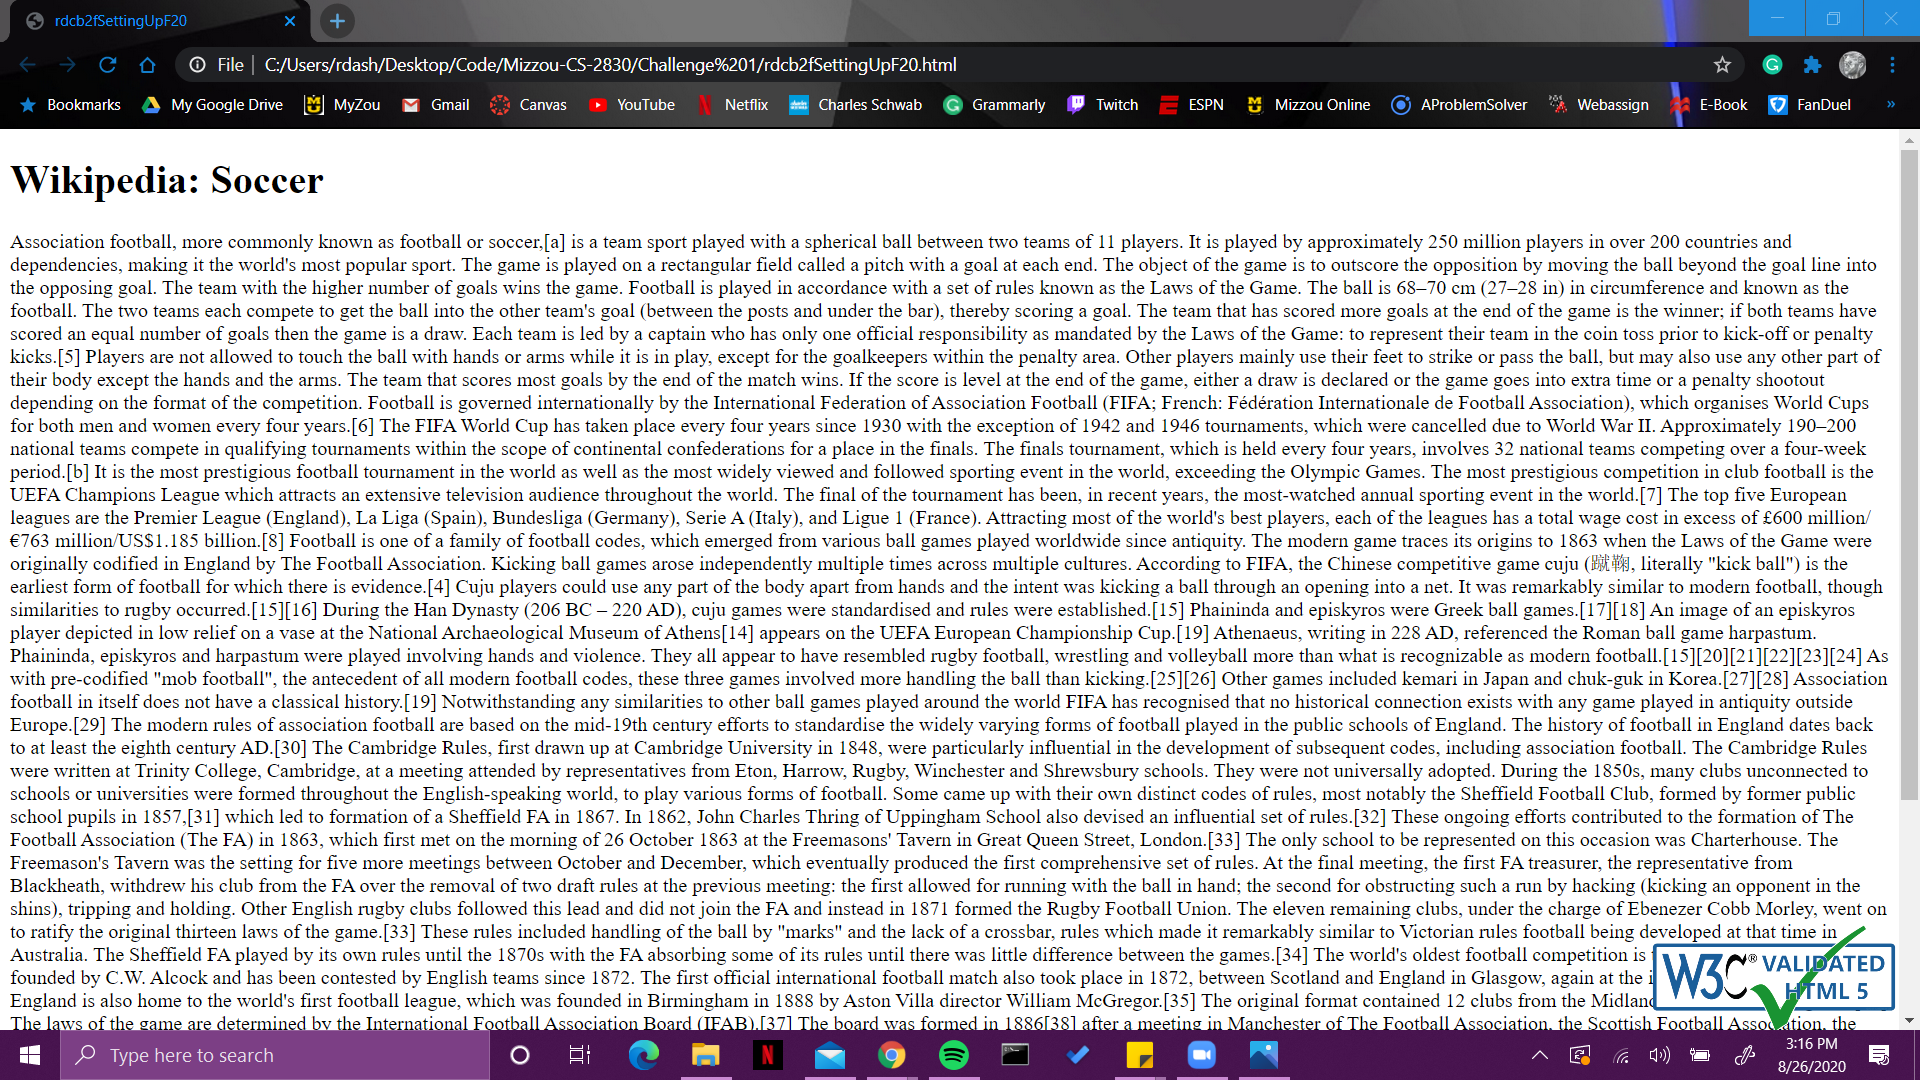 rdcb2fSettingUpF20
File | C:/Users/rdash/Desktop/Code/Mizzou-CS-2830/Challenge%201/rdcb2fSettingUpF20.html
Bookmarks My Google Drive MyZou Gmail Canvas YouTube Netflix Charles Schwab Grammarly Twitch ESPN Mizzou Online AProblemSolver Webassign E-Book FanDuel »
Wikipedia: Soccer
Association football, more commonly known as football or soccer,[a] is a team sport played with a spherical ball between two teams of 11 players. It is played by approximately 250 million players in over 200 countries and
dependencies, making it the world's most popular sport. The game is played on a rectangular field called a pitch with a goal at each end. The object of the game is to outscore the opposition by moving the ball beyond the goal line into
the opposing goal. The team with the higher number of goals wins the game. Football is played in accordance with a set of rules known as the Laws of the Game. The ball is 68–70 cm (27–28 in) in circumference and known as the
football. The two teams each compete to get the ball into the other team's goal (between the posts and under the bar), thereby scoring a goal. The team that has scored more goals at the end of the game is the winner; if both teams have
scored an equal number of goals then the game is a draw. Each team is led by a captain who has only one official responsibility as mandated by the Laws of the Game: to represent their team in the coin toss prior to kick-off or penalty
kicks.[5] Players are not allowed to touch the ball with hands or arms while it is in play, except for the goalkeepers within the penalty area. Other players mainly use their feet to strike or pass the ball, but may also use any other part of
their body except the hands and the arms. The team that scores most goals by the end of the match wins. If the score is level at the end of the game, either a draw is declared or the game goes into extra time or a penalty shootout
depending on the format of the competition. Football is governed internationally by the International Federation of Association Football (FIFA; French: Fédération Internationale de Football Association), which organises World Cups
for both men and women every four years.[6] The FIFA World Cup has taken place every four years since 1930 with the exception of 1942 and 1946 tournaments, which were cancelled due to World War II. Approximately 190–200
national teams compete in qualifying tournaments within the scope of continental confederations for a place in the finals. The finals tournament, which is held every four years, involves 32 national teams competing over a four-week
period.[b] It is the most prestigious football tournament in the world as well as the most widely viewed and followed sporting event in the world, exceeding the Olympic Games. The most prestigious competition in club football is the
UEFA Champions League which attracts an extensive television audience throughout the world. The final of the tournament has been, in recent years, the most-watched annual sporting event in the world.[7] The top five European
leagues are the Premier League (England), La Liga (Spain), Bundesliga (Germany), Serie A (Italy), and Ligue 1 (France). Attracting most of the world's best players, each of the leagues has a total wage cost in excess of £600 million/
€763 million/US$1.185 billion.[8] Football is one of a family of football codes, which emerged from various ball games played worldwide since antiquity. The modern game traces its origins to 1863 when the Laws of the Game were
originally codified in England by The Football Association. Kicking ball games arose independently multiple times across multiple cultures. According to FIFA, the Chinese competitive game cuju (蹴鞠, literally "kick ball") is the
earliest form of football for which there is evidence.[4] Cuju players could use any part of the body apart from hands and the intent was kicking a ball through an opening into a net. It was remarkably similar to modern football, though
similarities to rugby occurred.[15][16] During the Han Dynasty (206 BC – 220 AD), cuju games were standardised and rules were established.[15] Phaininda and episkyros were Greek ball games.[17][18] An image of an episkyros
player depicted in low relief on a vase at the National Archaeological Museum of Athens[14] appears on the UEFA European Championship Cup.[19] Athenaeus, writing in 228 AD, referenced the Roman ball game harpastum.
Phaininda, episkyros and harpastum were played involving hands and violence. They all appear to have resembled rugby football, wrestling and volleyball more than what is recognizable as modern football.[15][20][21][22][23][24] As
with pre-codified "mob football", the antecedent of all modern football codes, these three games involved more handling the ball than kicking.[25][26] Other games included kemari in Japan and chuk-guk in Korea.[27][28] Association
football in itself does not have a classical history.[19] Notwithstanding any similarities to other ball games played around the world FIFA has recognised that no historical connection exists with any game played in antiquity outside
Europe.[29] The modern rules of association football are based on the mid-19th century efforts to standardise the widely varying forms of football played in the public schools of England. The history of football in England dates back
to at least the eighth century AD.[30] The Cambridge Rules, first drawn up at Cambridge University in 1848, were particularly influential in the development of subsequent codes, including association football. The Cambridge Rules
were written at Trinity College, Cambridge, at a meeting attended by representatives from Eton, Harrow, Rugby, Winchester and Shrewsbury schools. They were not universally adopted. During the 1850s, many clubs unconnected to
schools or universities were formed throughout the English-speaking world, to play various forms of football. Some came up with their own distinct codes of rules, most notably the Sheffield Football Club, formed by former public
school pupils in 1857,[31] which led to formation of a Sheffield FA in 1867. In 1862, John Charles Thring of Uppingham School also devised an influential set of rules.[32] These ongoing efforts contributed to the formation of The
Football Association (The FA) in 1863, which first met on the morning of 26 October 1863 at the Freemasons' Tavern in Great Queen Street, London.[33] The only school to be represented on this occasion was Charterhouse. The
Freemason's Tavern was the setting for five more meetings between October and December, which eventually produced the first comprehensive set of rules. At the final meeting, the first FA treasurer, the representative from
Blackheath, withdrew his club from the FA over the removal of two draft rules at the previous meeting: the first allowed for running with the ball in hand; the second for obstructing such a run by hacking (kicking an opponent in the
shins), tripping and holding. Other English rugby clubs followed this lead and did not join the FA and instead in 1871 formed the Rugby Football Union. The eleven remaining clubs, under the charge of Ebenezer Cobb Morley, went on
to ratify the original thirteen laws of the game.[33] These rules included handling of the ball by "marks" and the lack of a crossbar, rules which made it remarkably similar to Victorian rules football being developed at that time in
Australia. The Sheffield FA played by its own rules until the 1870s with the FA absorbing some of its rules until there was little difference between the games.[34] The world's oldest football competition is
founded by C.W. Alcock and has been contested by English teams since 1872. The first official international football match also took place in 1872, between Scotland and England in Glasgow, again at the
England is also home to the world's first football league, which was founded in Birmingham in 1888 by Aston Villa director William McGregor.[35] The original format contained 12 clubs from the
The laws of the game are determined by the International Football Association Board (IFAB).[37] The board was formed in 1886[38] after a meeting in Manchester of The Football Association, the Scottish Football Association, the
W3C® VALIDATED
HTML 5
Type here to search
3:16 PM
8/26/2020